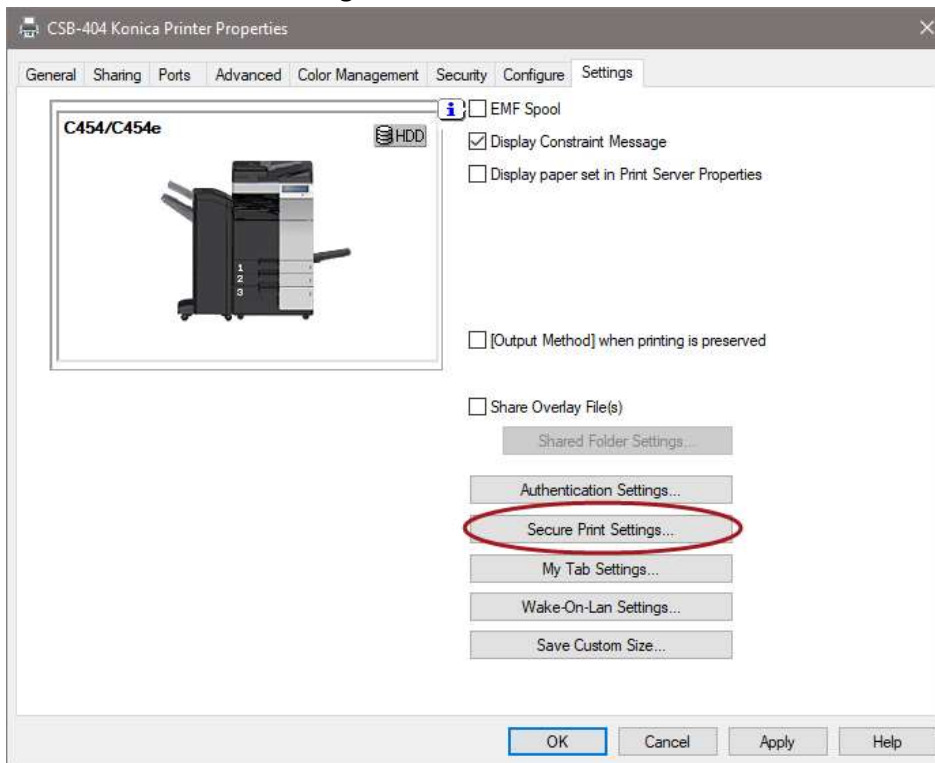 CSB-404 Konica Printer Properties
General Sharing Ports Advanced Color Management Security Configure Settings
C454/C454e
HDD
1
2
3
i
EMF Spool
Display Constraint Message
Display paper set in Print Server Properties
[Output Method] when printing is preserved
Share Overlay File(s)
Shared Folder Settings...
Authentication Settings...
Secure Print Settings...
My Tab Settings...
Wake-On-Lan Settings...
Save Custom Size...
OK Cancel Apply Help